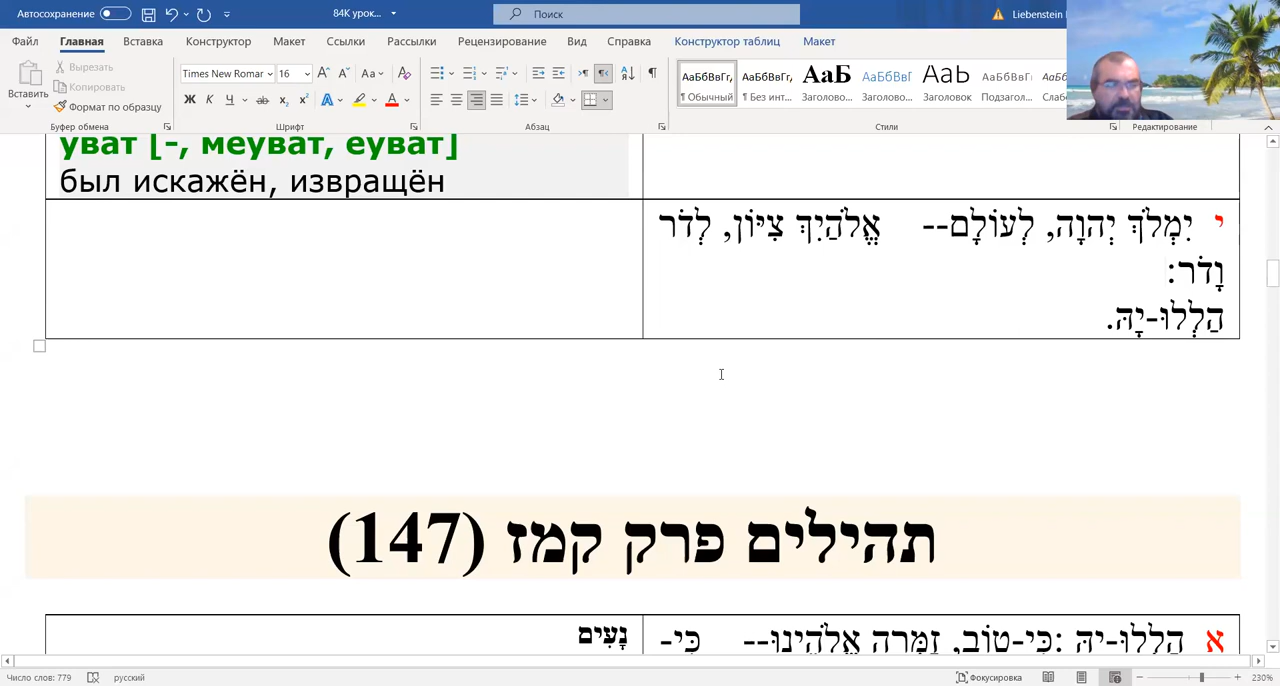 Автосохранение
84K урок...
Поиск
Liebenstein
Файл Главная Вставка Конструктор Макет Ссылки Рассылки Рецензирование Вид Справка Конструктор таблиц Макет
Вставить
Вырезать
Копировать
Формат по образцу
Times New Romar 16
АаБбВвГг, АаБбВвГг, АаБ АаБбВвГ АаЬ АаБбВвГ АаБ
¶ Обычный ¶ Без инт... Заголово... Заголово... Заголовок Подзагол... Слаб
Буфер обмена Шрифт Абзац Стили Редактирование
уват [-, меуват, еуват]
был искажён, извращён
י יִמְלֹךְ יְהוָה, לְעוֹלָם-- אֱלֹהַיִךְ צִיּוֹן, לְדֹר
וָדֹר:
הַלְלוּ-יָהּ.
תהילים פרק קמז (147)
א הַלְלוּ-יָהּ: כִּי-טוֹב, זַמְּרָה אֱלֹהֵינוּ-- כִּי-
נָעִים
Число слов: 779 русский Фокусировка 230%